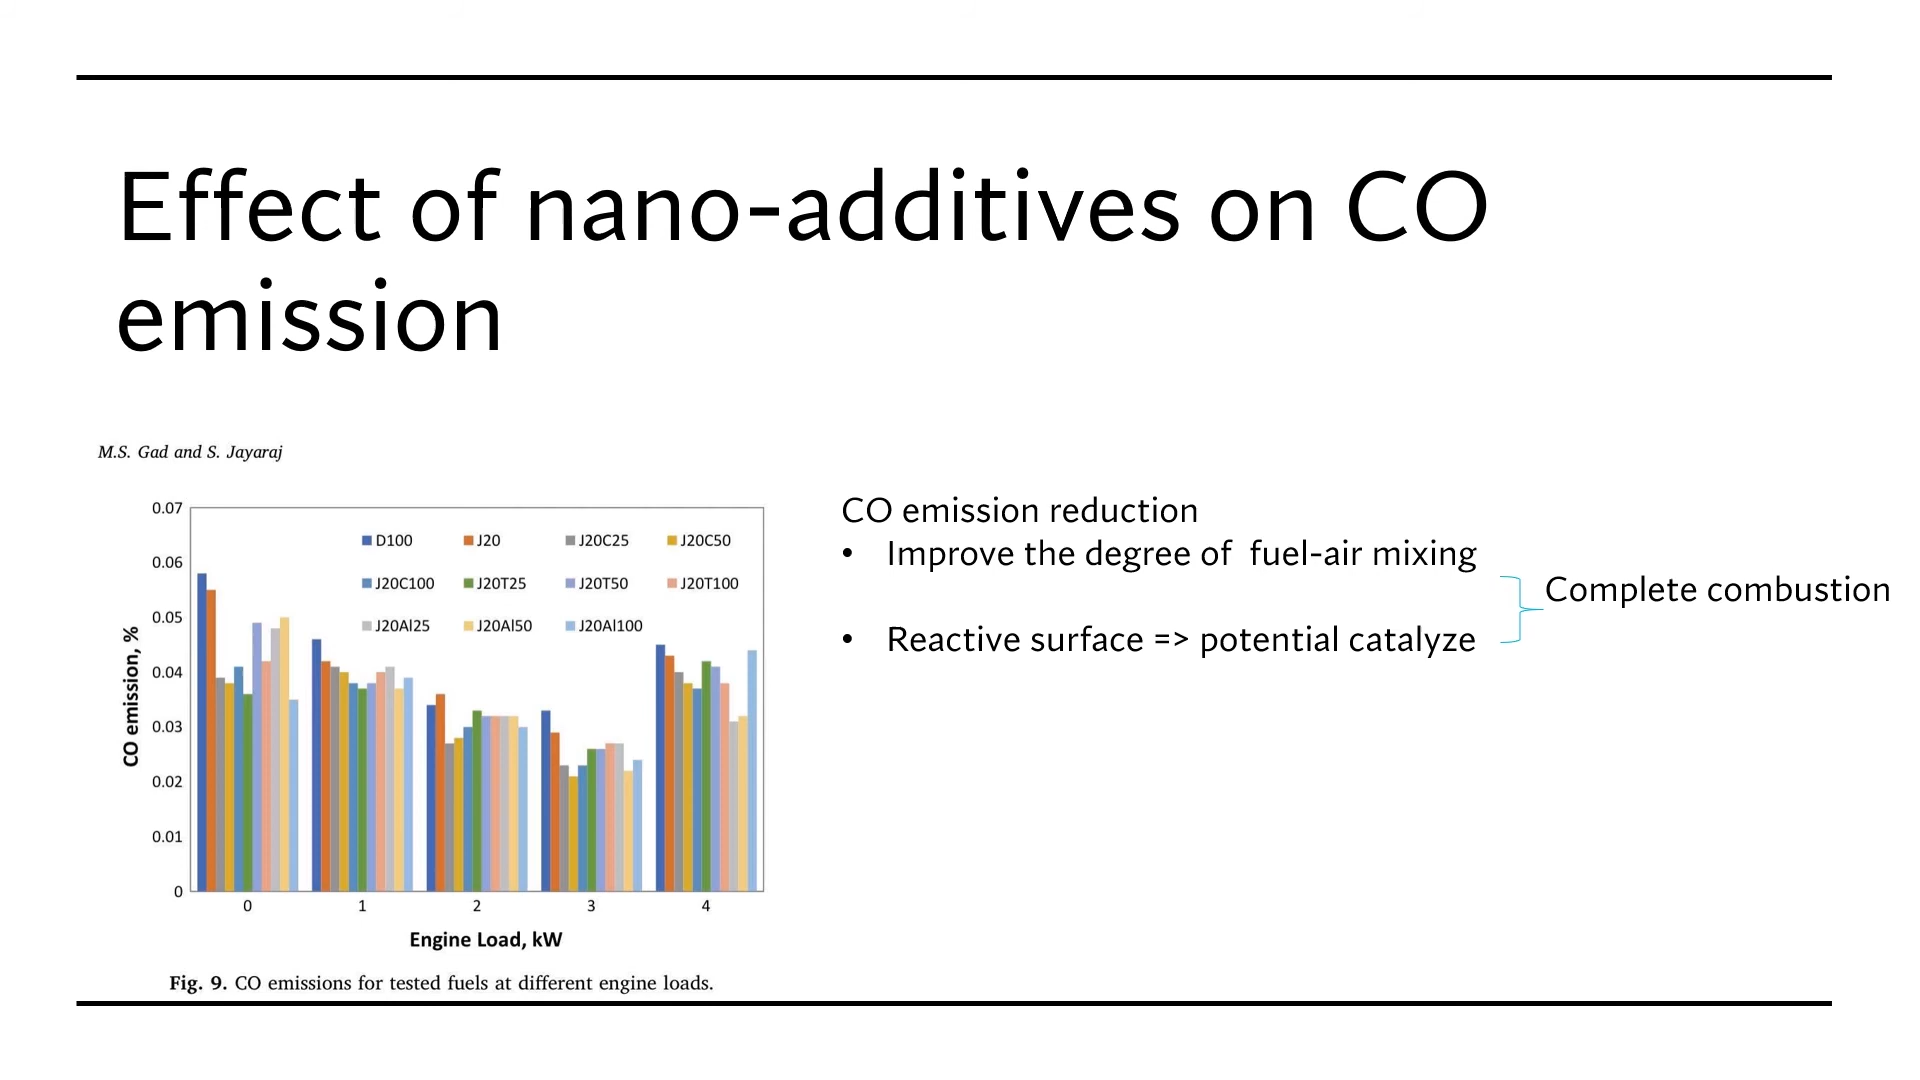 Effect of nano-additives on CO
emission
M.S. Gad and S. Jayaraj
0.07
0.06
0.05
0.04
0.03
0.02
0.01
0
CO emission, %
D100 J20 J20C25 J20C50
J20C100 J20T25 J20T50 J20T100
J20Al25 J20Al50 J20Al100
0 1 2 3 4
Engine Load, kW
Fig. 9. CO emissions for tested fuels at different engine loads.
CO emission reduction
• Improve the degree of fuel-air mixing
• Reactive surface => potential catalyze
Complete combustion